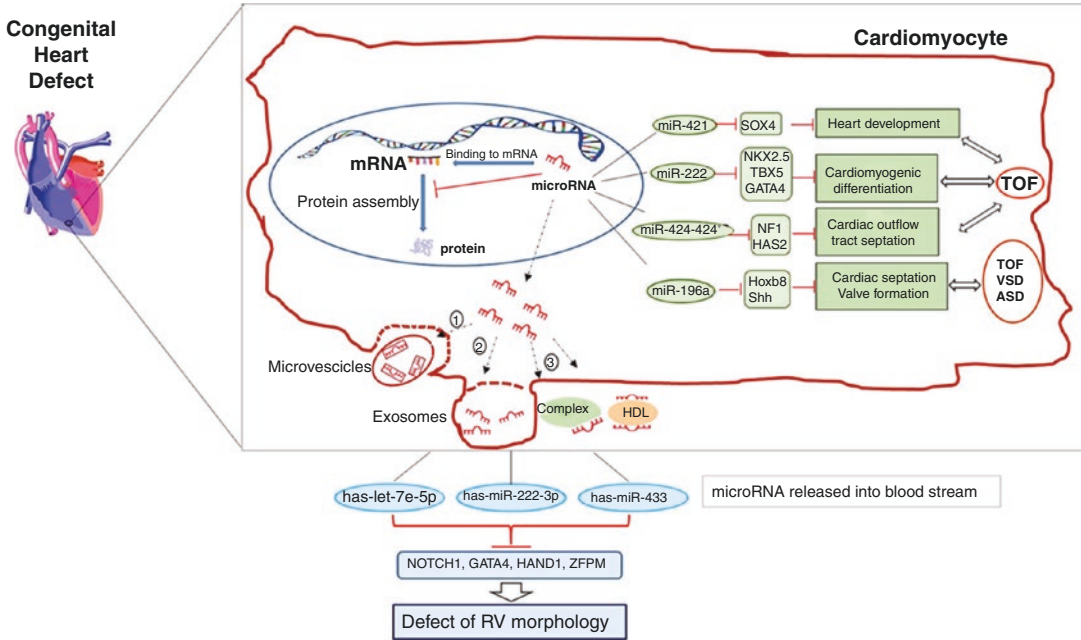 Congenital
Heart
Defect
Cardiomyocyte
mRNA
Binding to mRNA
microRNA
Protein assembly
protein
miR-421
SOX4
Heart development
miR-222
NKX2.5
TBX5
GATA4
Cardiomyogenic
differentiation
TOF
miR-424-424*
NF1
HAS2
Cardiac outflow
tract septation
miR-196a
Hoxb8
Shh
Cardiac septation
Valve formation
TOF
VSD
ASD
1
2
3
Microvescicles
Exosomes
Complex
HDL
has-let-7e-5p
has-miR-222-3p
has-miR-433
microRNA released into blood stream
NOTCH1, GATA4, HAND1, ZFPM
Defect of RV morphology